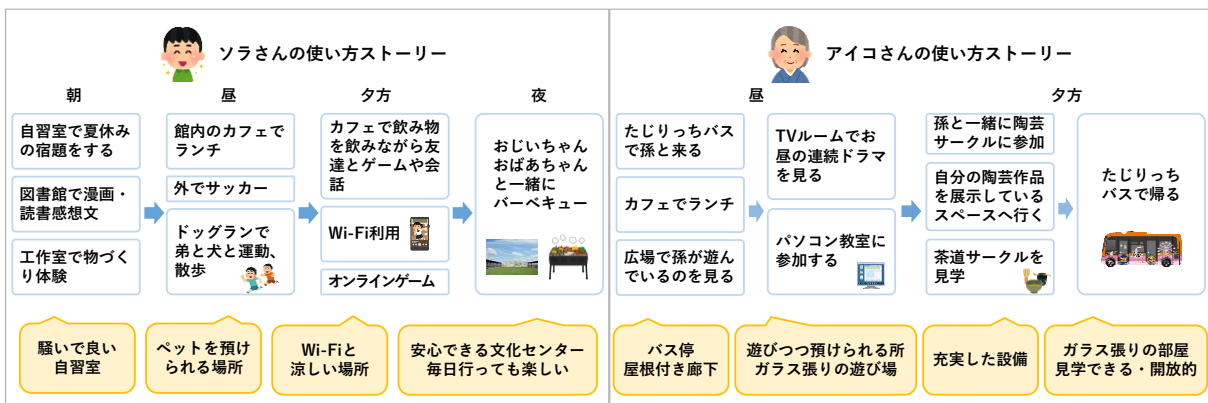 ソラさんの使い方ストーリー
朝
自習室で夏休み
の宿題をする
図書館で漫画・
読書感想文
工作室で物づく
り体験
昼
館内のカフェで
ランチ
外でサッカー
ドッグランで
弟と犬と運動、
散歩
夕方
カフェで飲み物
を飲みながら友
達とゲームや会
話
Wi-Fi利用
オンラインゲーム
夜
おじいちゃん
おばあちゃん
と一緒に
バーベキュー
騒いで良い
自習室
ペットを預け
られる場所
Wi-Fiと
涼しい場所
安心できる文化センター
毎日行っても楽しい
アイコさんの使い方ストーリー
昼
たじりっちバス
で孫と来る
カフェでランチ
広場で孫が遊ん
でいるのを見る
TVルームでお
昼の連続ドラマ
を見る
パソコン教室に
参加する
夕方
孫と一緒に陶芸
サークルに参加
自分の陶芸作品
を展示している
スペースへ行く
茶道サークルを
見学
たじりっち
バスで帰る
バス停
屋根付き廊下
遊びつつ預けられる所
ガラス張りの遊び場
充実した設備
ガラス張りの部屋
見学できる・開放的